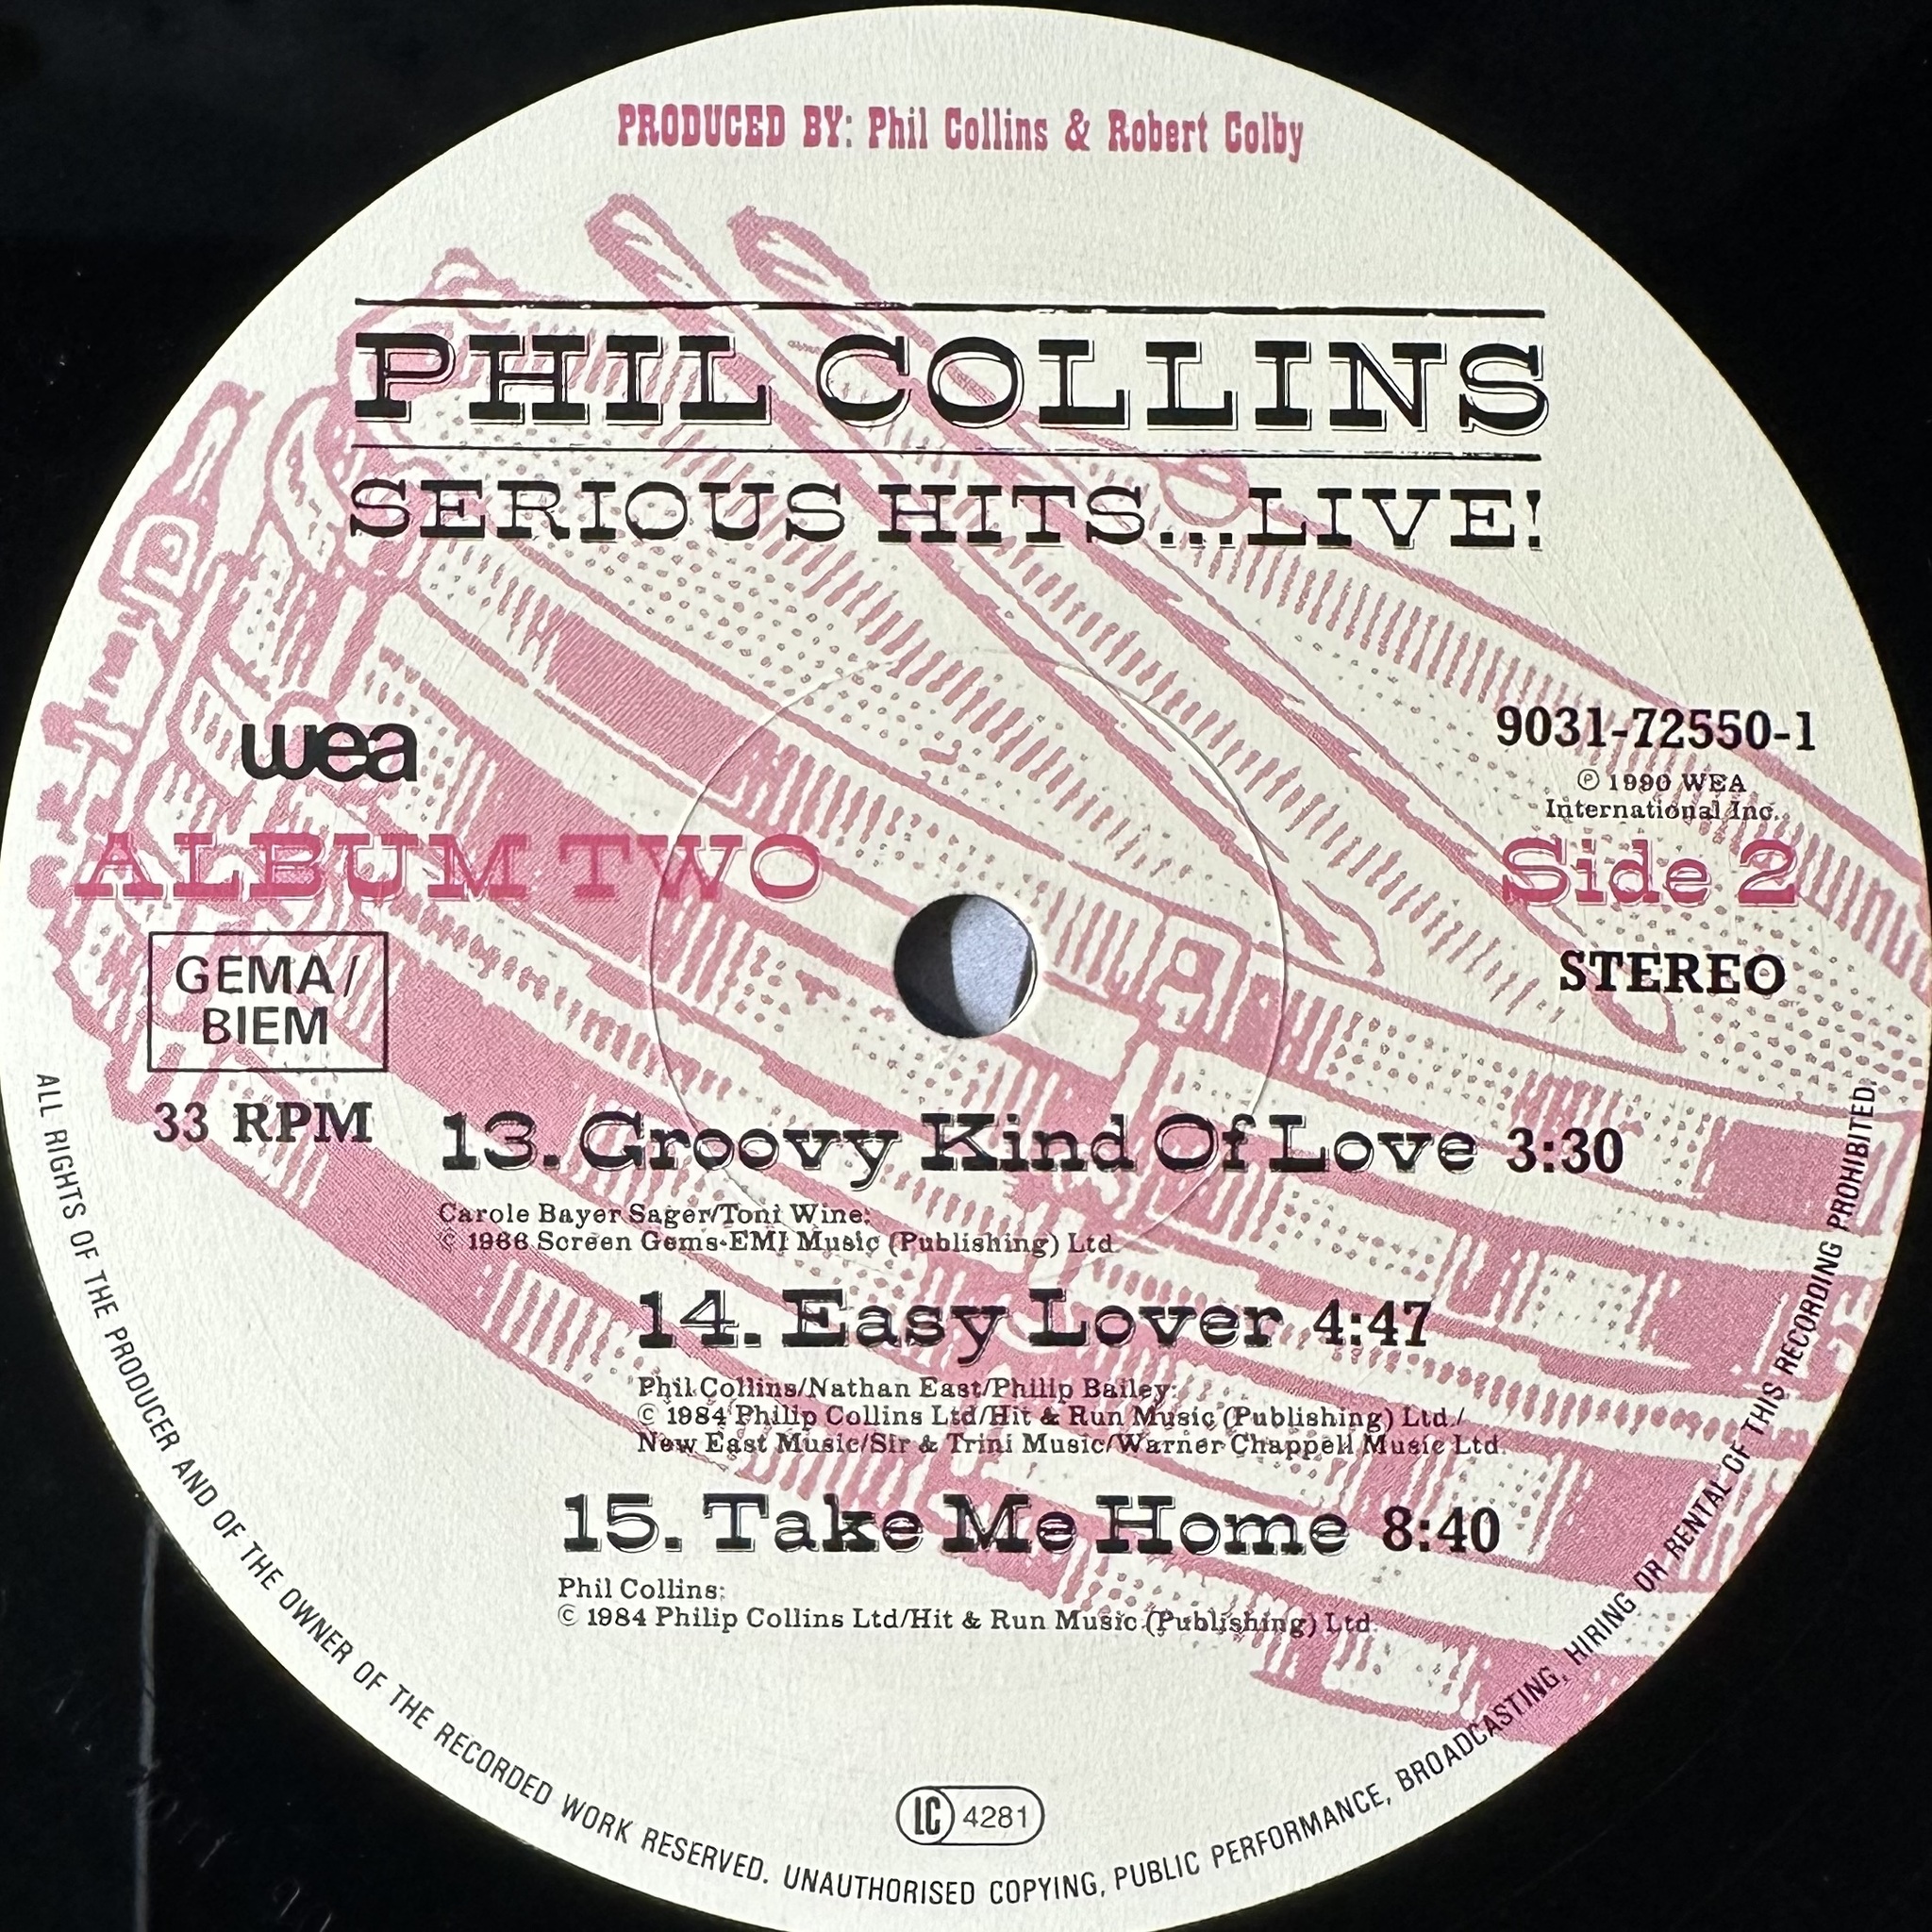 PRODUCED BY: Phil Collins & Robert Colby
PHIL COLLINS
SERIOUS HITS...LIVE!
wea
9031-72550-1
℗ 1990 WEA
International Inc.
ALBUM TWO
Side 2
GEMA/
BIEM
STEREO
33 RPM
13. Groovy Kind Of Love 3:30
Carole Bayer Sager/Toni Wine:
© 1966 Screen Gems-EMI Music (Publishing) Ltd.
14. Easy Lover 4:47
Phil Collins/Nathan East/Philip Bailey:
© 1984 Philip Collins Ltd/Hit & Run Music (Publishing) Ltd./
New East Music/Sir & Trini Music/Warner Chappell Music Ltd.
15. Take Me Home 8:40
Phil Collins:
© 1984 Philip Collins Ltd/Hit & Run Music (Publishing) Ltd.
LC 4281
ALL RIGHTS OF THE PRODUCER AND OF THE OWNER OF THE RECORDED WORK RESERVED. UNAUTHORISED COPYING, PUBLIC PERFORMANCE, BROADCASTING, HIRING OR RENTAL OF THIS RECORDING PROHIBITED.